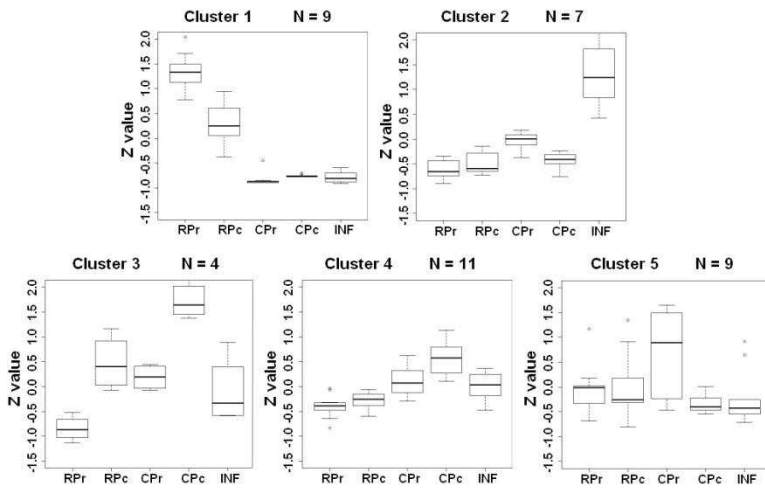 Cluster 1 N = 9
Z value
2.0
1.5
1.0
0.5
0.0
-0.5
-1.0
-1.5
RPr RPc CPr CPc INF
Cluster 2 N = 7
Z value
2.0
1.5
1.0
0.5
0.0
-0.5
-1.0
-1.5
RPr RPc CPr CPc INF
Cluster 3 N = 4
Z value
2.0
1.5
1.0
0.5
0.0
-0.5
-1.0
-1.5
RPr RPc CPr CPc INF
Cluster 4 N = 11
Z value
2.0
1.5
1.0
0.5
0.0
-0.5
-1.0
-1.5
RPr RPc CPr CPc INF
Cluster 5 N = 9
Z value
2.0
1.5
1.0
0.5
0.0
-0.5
-1.0
-1.5
RPr RPc CPr CPc INF